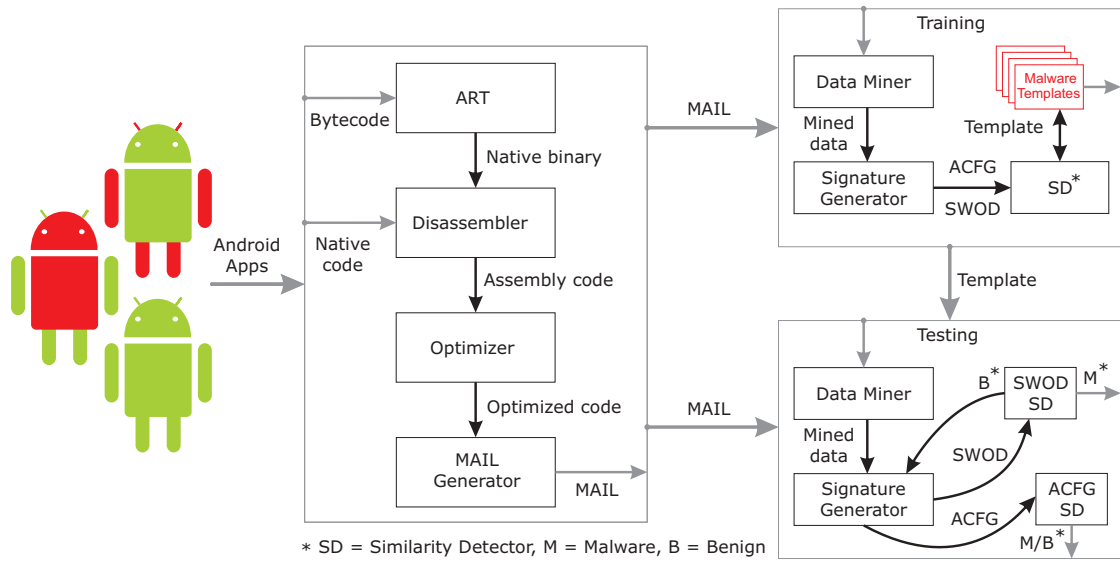 Android
Apps
ART
Bytecode
Native binary
Disassembler
Native
code
Assembly code
Optimizer
Optimized code
MAIL
Generator
MAIL
MAIL
MAIL
Training
Data Miner
Mined
data
Signature
Generator
ACFG
SWOD
SD*
Template
Malware
Templates
Template
Testing
Data Miner
Mined
data
Signature
Generator
B*
SWOD
SD
M*
SWOD
ACFG
ACFG
SD
M/B*
* SD = Similarity Detector, M = Malware, B = Benign